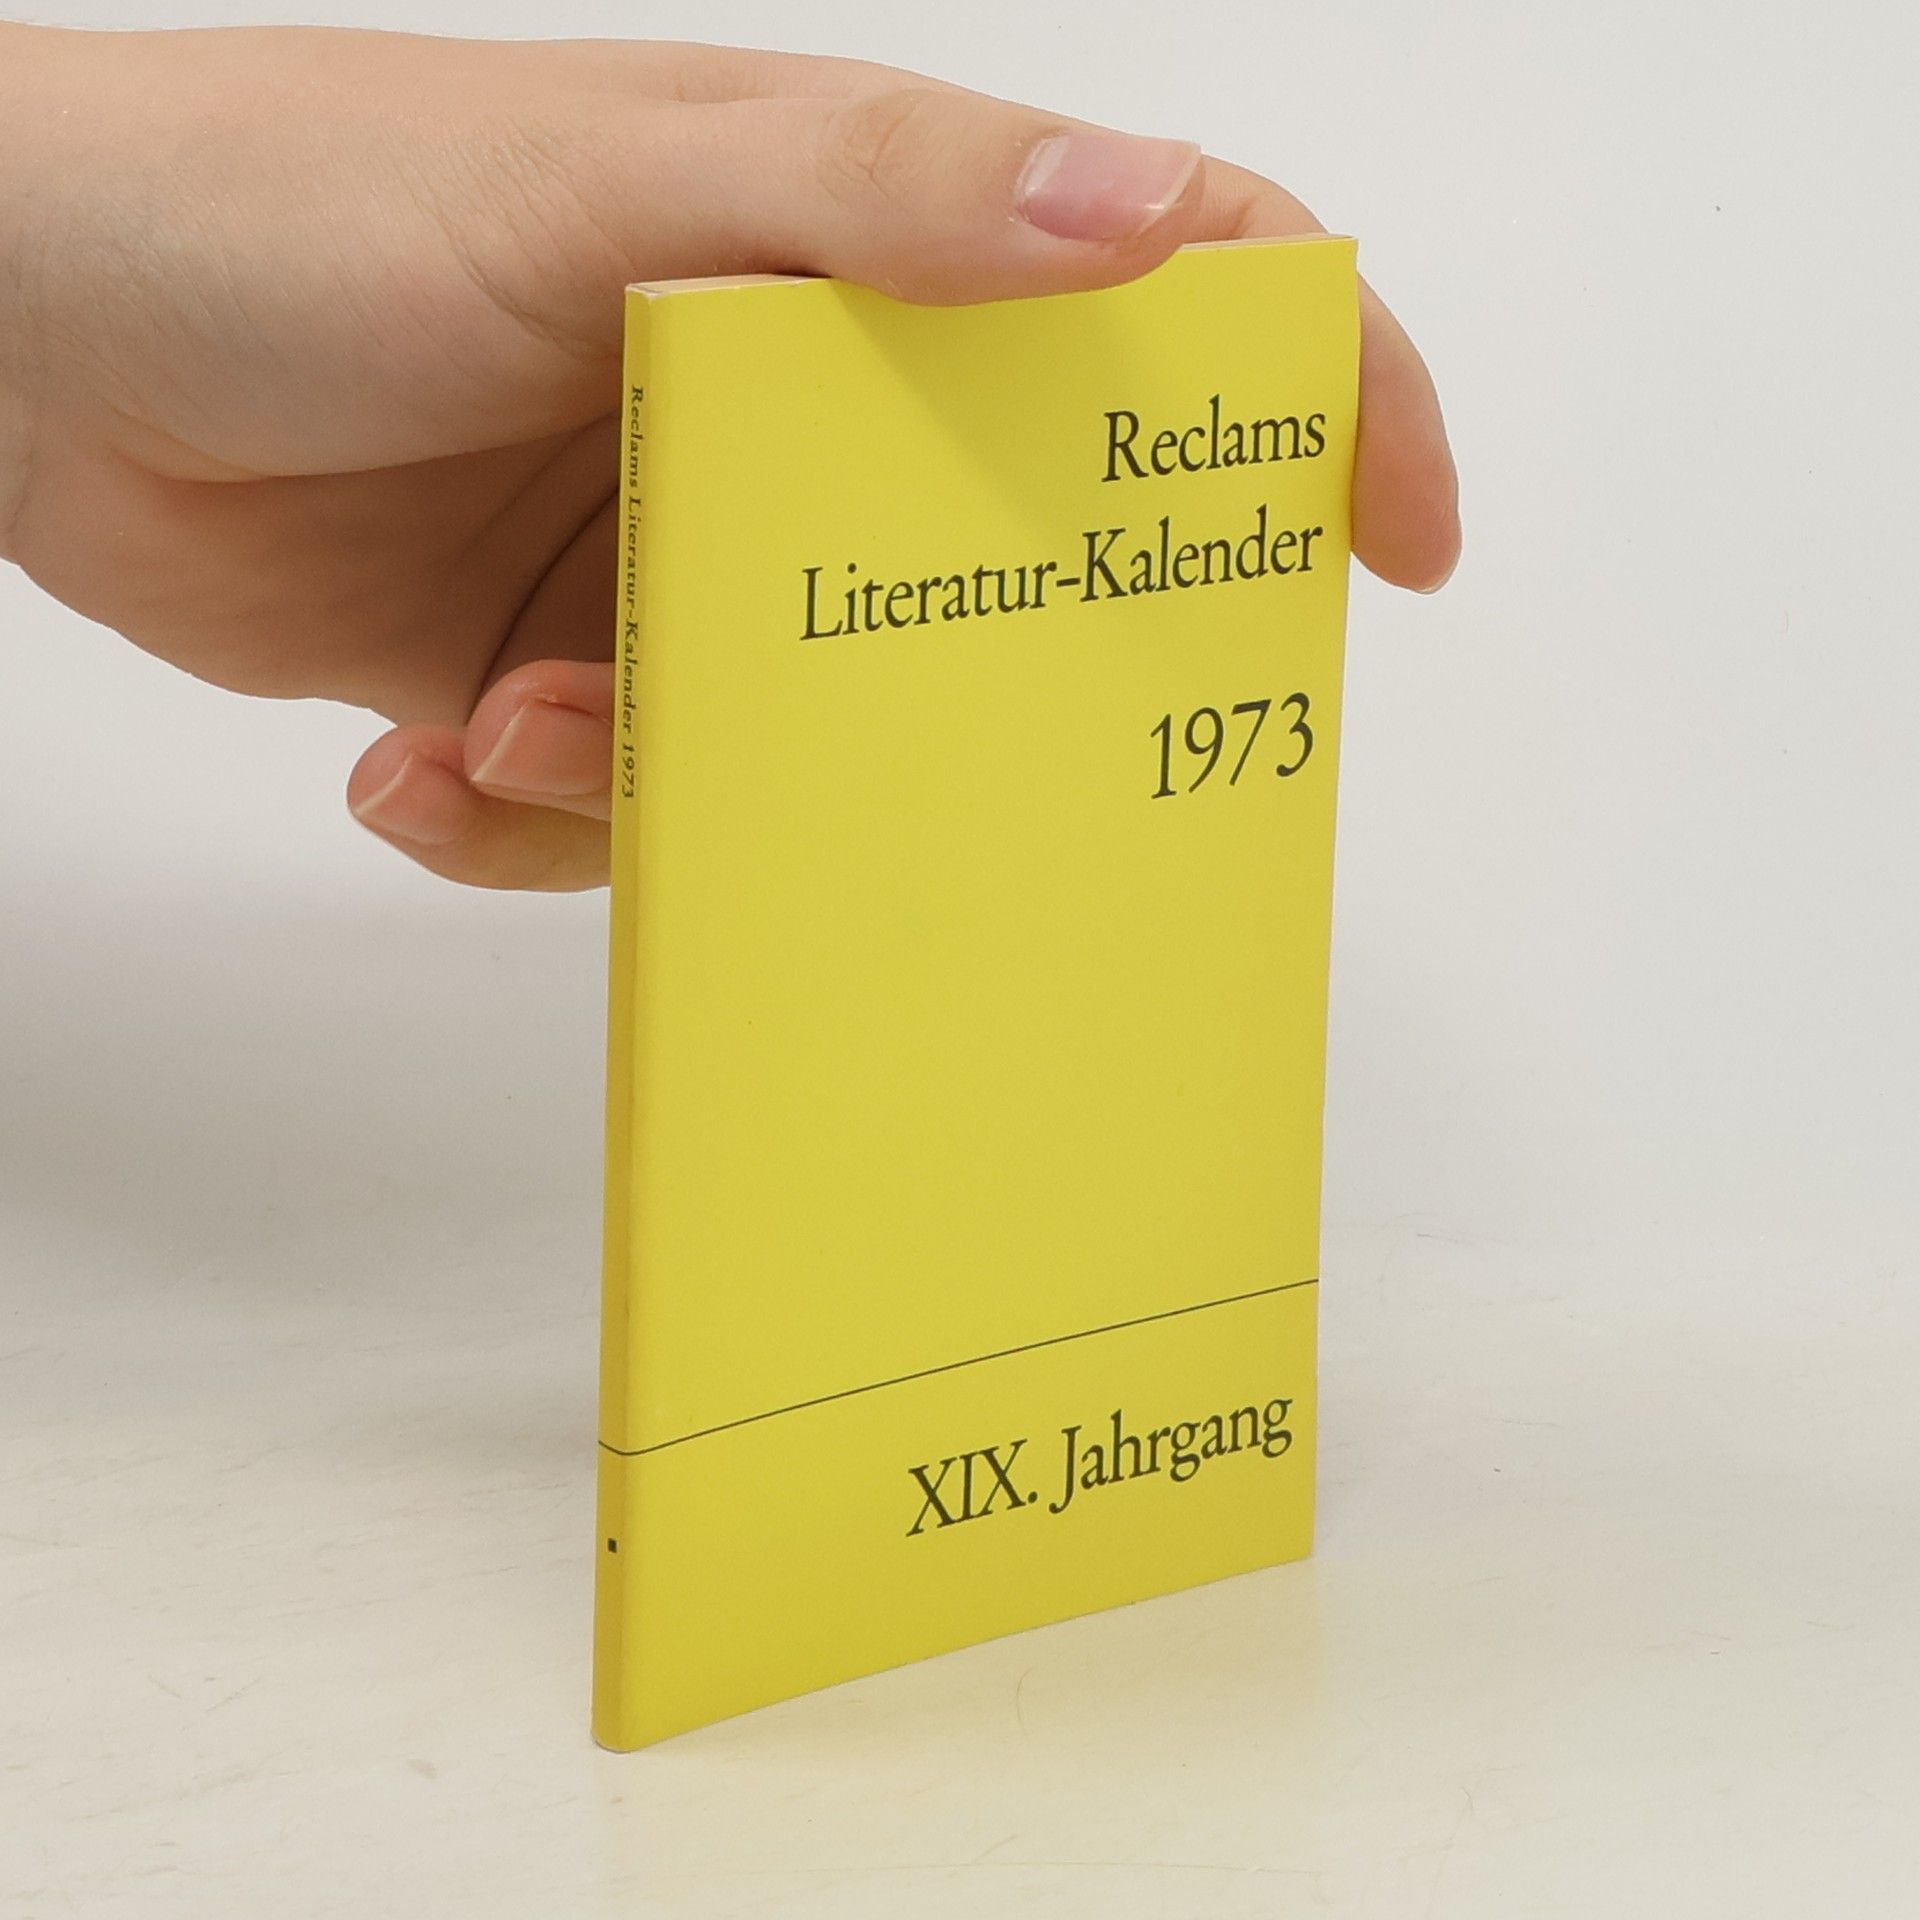 Reclams
Literatur-Kalender
1973
XIX. Jahrgang
Reclams Literatur-Kalender 1973